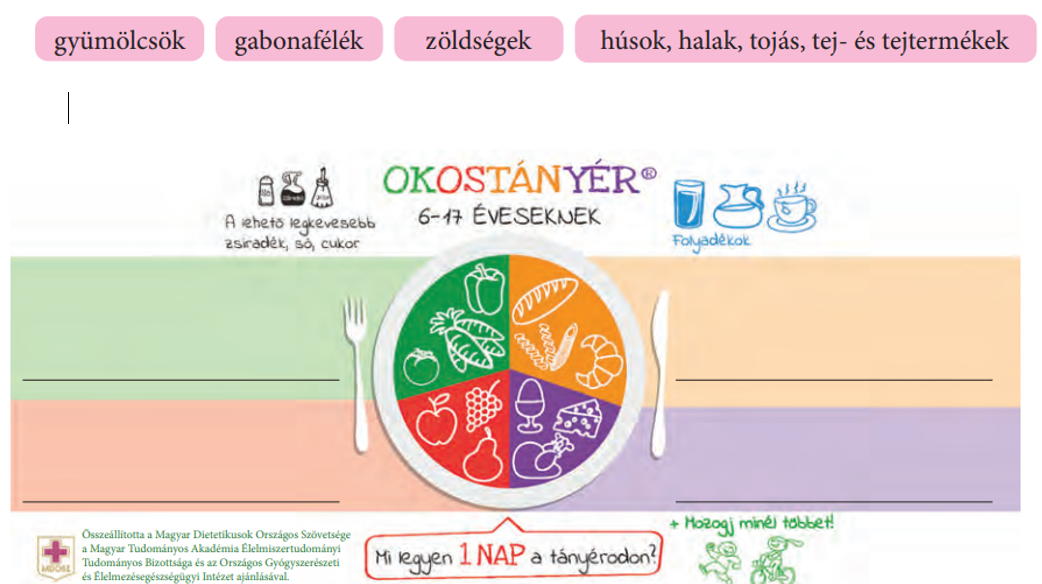 gyümölcsök gabonafélék zöldségek húsok, halak, tojás, tej- és tejtermékek
OKOSTÁNYÉR®
6-17 ÉVESEKNEK
A lehető legkevesebb
zsiradék, só, cukor
Folyadékok
+ Mozogj minél többet!
Összeállította a Magyar Dietetikusok Országos Szövetsége
a Magyar Tudományos Akadémia Élelmiszertudományi
Tudományos Bizottsága és az Országos Gyógyszerészeti
és Élelmezésegészségügyi Intézet ajánlásával.
MDOSZ
Mi legyen 1 NAP a tányérodon?